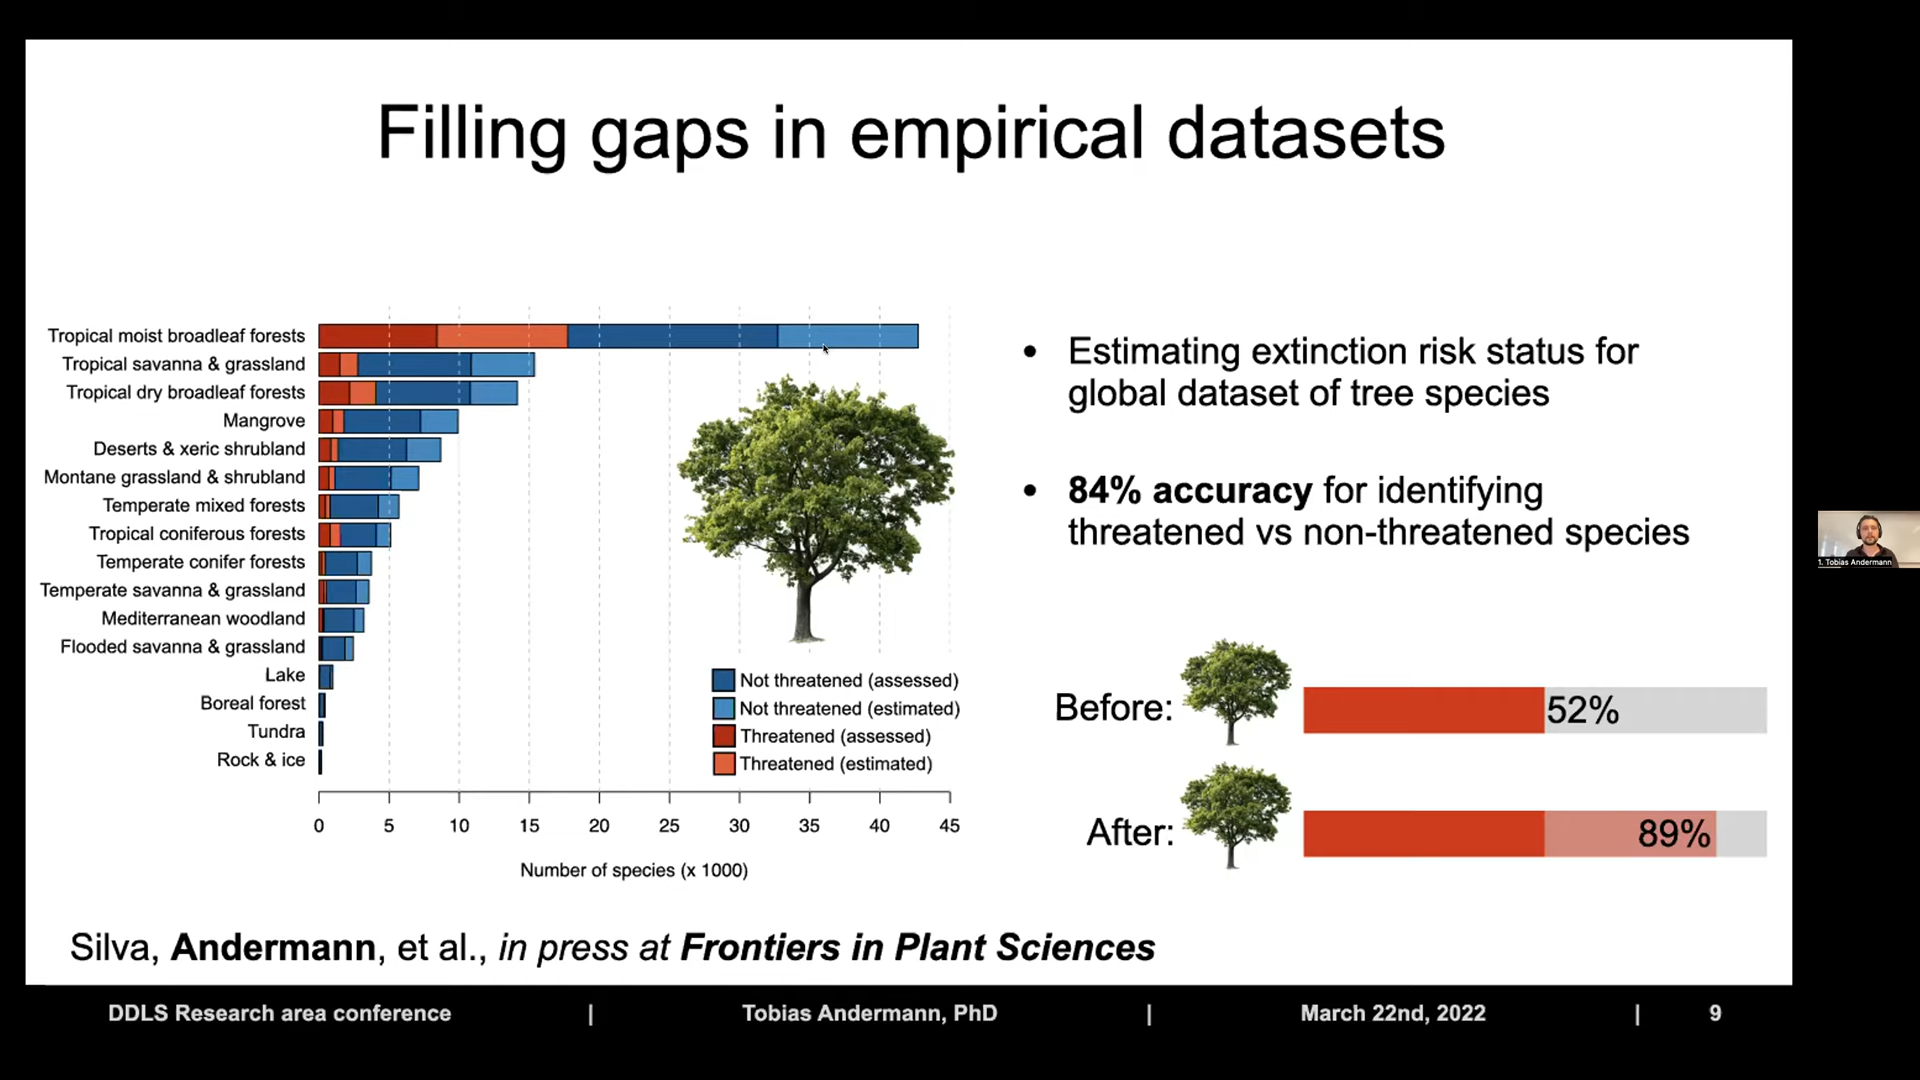 Filling gaps in empirical datasets
Tropical moist broadleaf forests
Tropical savanna & grassland
Tropical dry broadleaf forests
Mangrove
Deserts & xeric shrubland
Montane grassland & shrubland
Temperate mixed forests
Tropical coniferous forests
Temperate conifer forests
Temperate savanna & grassland
Mediterranean woodland
Flooded savanna & grassland
Lake
Boreal forest
Tundra
Rock & ice
Not threatened (assessed)
Not threatened (estimated)
Threatened (assessed)
Threatened (estimated)
0 5 10 15 20 25 30 35 40 45
Number of species (x 1000)
• Estimating extinction risk status for
global dataset of tree species
• 84% accuracy for identifying
threatened vs non-threatened species
Before: 52%
After: 89%
Silva, Andermann, et al., in press at Frontiers in Plant Sciences
DDLS Research area conference | Tobias Andermann, PhD | March 22nd, 2022 | 9
1. Tobias Andermann